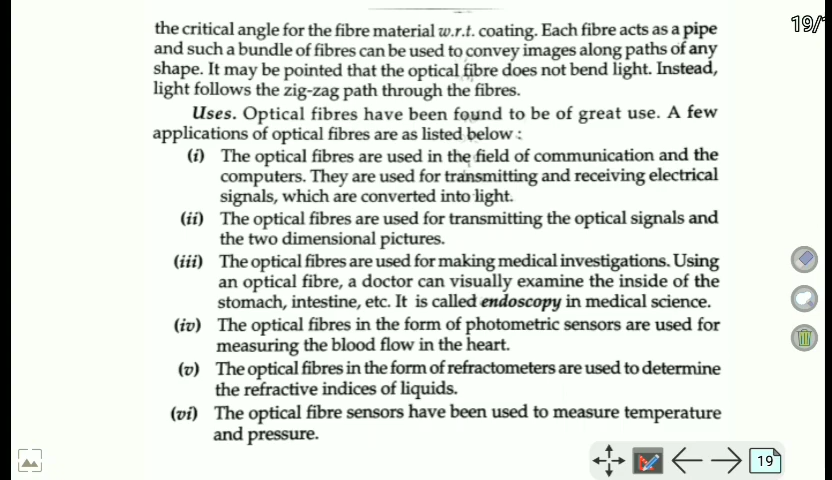 19/
the critical angle for the fibre material w.r.t. coating. Each fibre acts as a pipe
and such a bundle of fibres can be used to convey images along paths of any
shape. It may be pointed that the optical fibre does not bend light. Instead,
light follows the zig-zag path through the fibres.
Uses. Optical fibres have been found to be of great use. A few
applications of optical fibres are as listed below :
(i) The optical fibres are used in the field of communication and the
computers. They are used for transmitting and receiving electrical
signals, which are converted into light.
(ii) The optical fibres are used for transmitting the optical signals and
the two dimensional pictures.
(iii) The optical fibres are used for making medical investigations. Using
an optical fibre, a doctor can visually examine the inside of the
stomach, intestine, etc. It is called endoscopy in medical science.
(iv) The optical fibres in the form of photometric sensors are used for
measuring the blood flow in the heart.
(v) The optical fibres in the form of refractometers are used to determine
the refractive indices of liquids.
(vi) The optical fibre sensors have been used to measure temperature
and pressure.
19